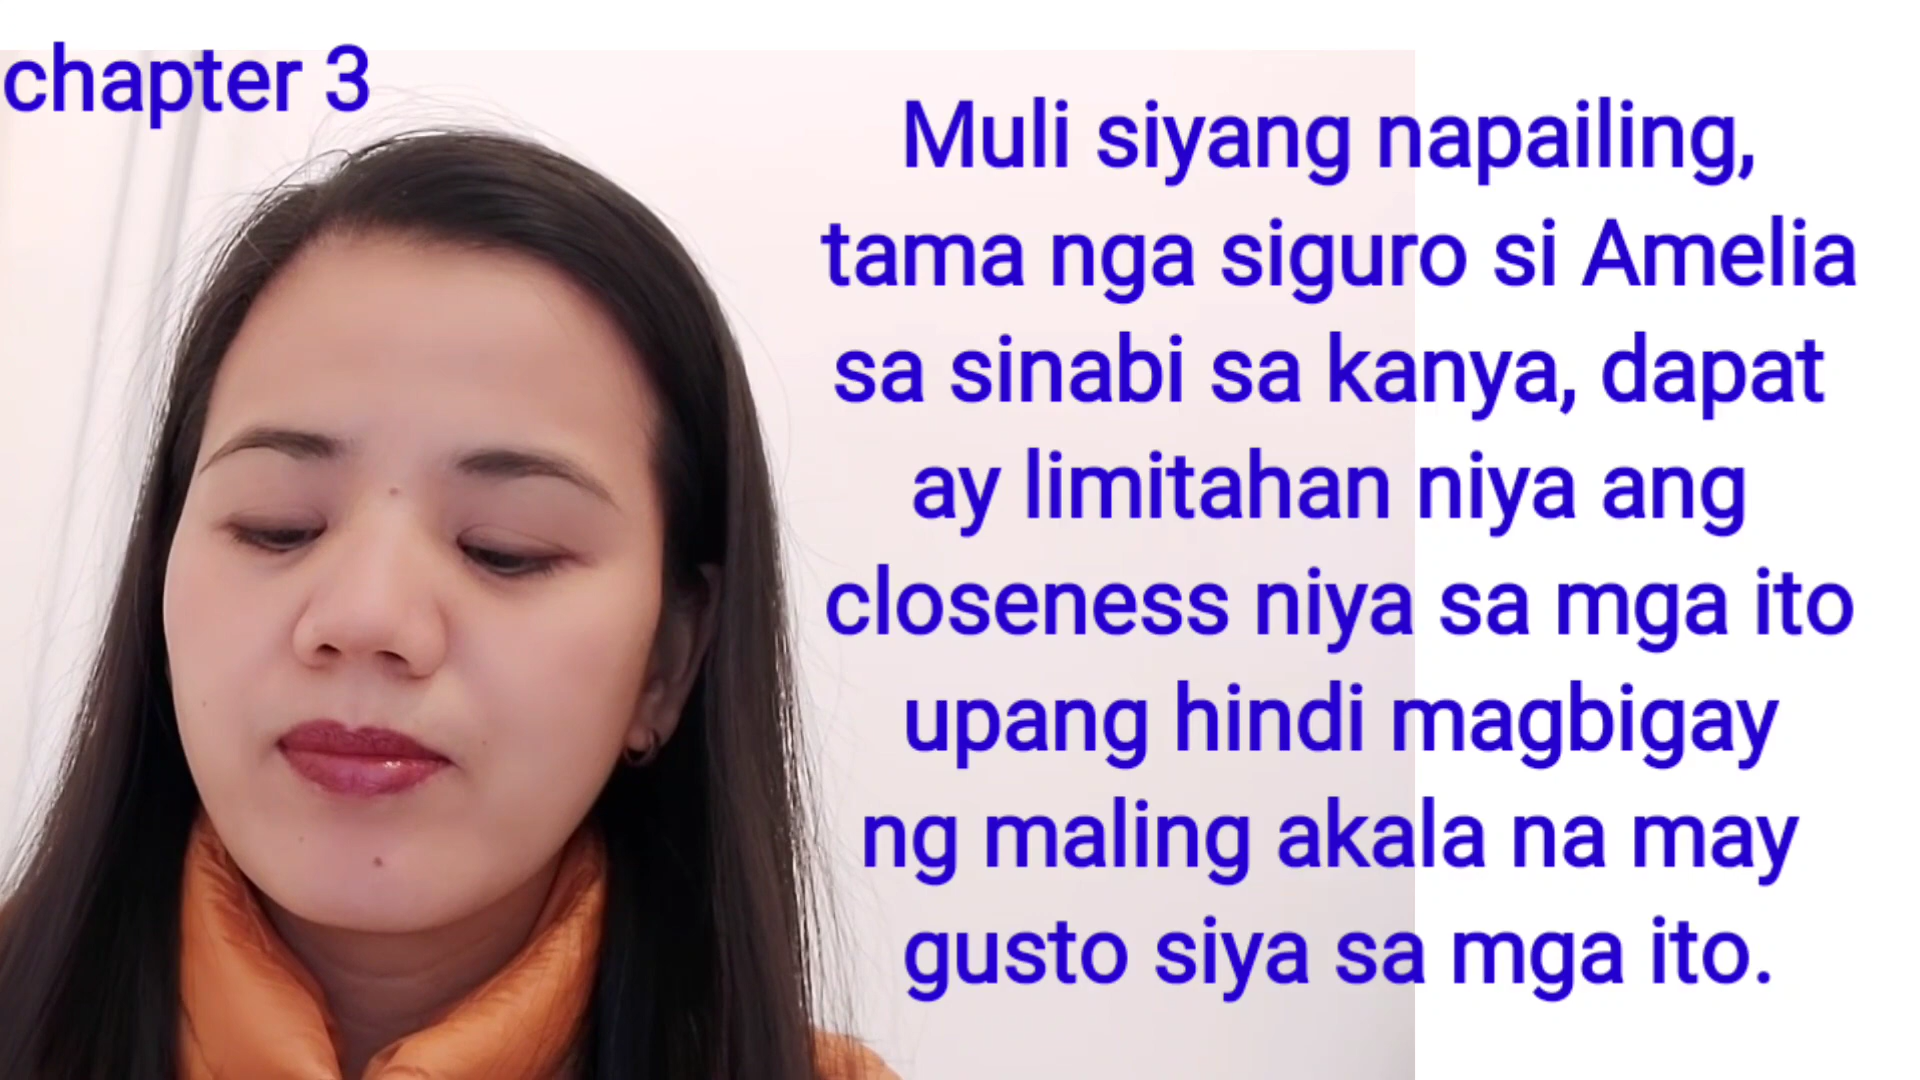 chapter 3
Muli siyang napailing,
tama nga siguro si Amelia
sa sinabi sa kanya, dapat
ay limitahan niya ang
closeness niya sa mga ito
upang hindi magbigay
ng maling akala na may
gusto siya sa mga ito.